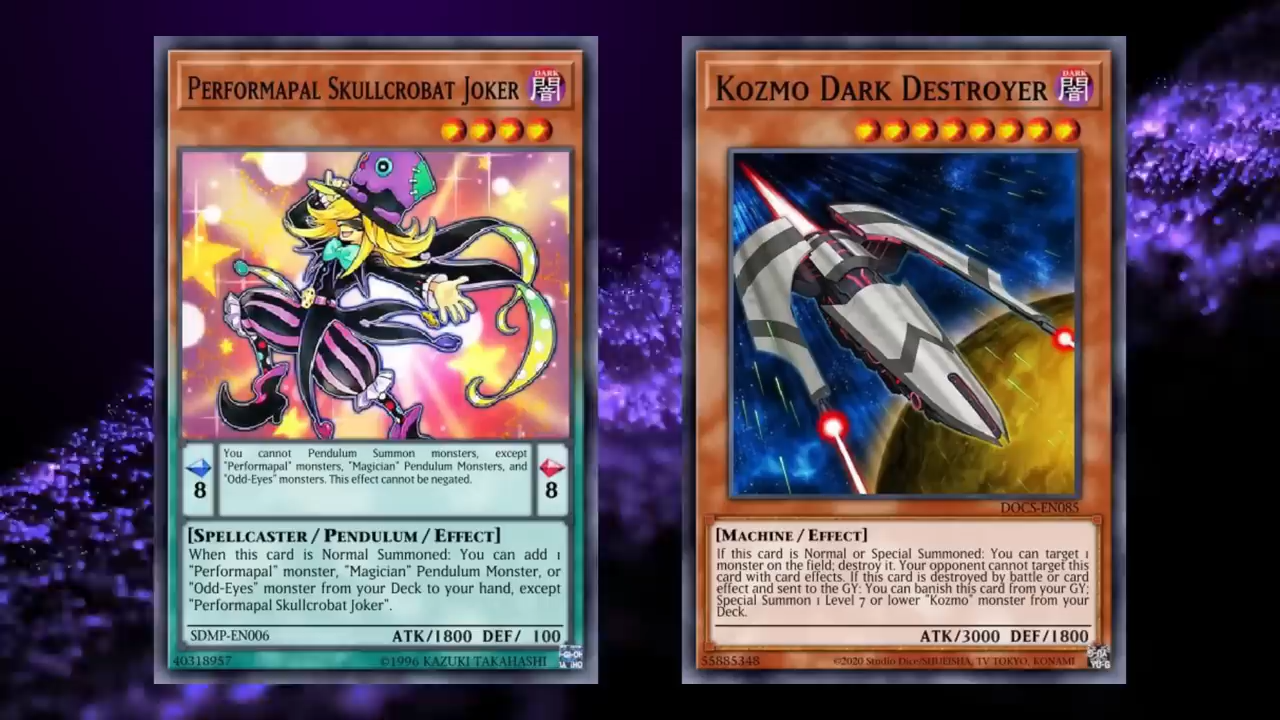 PERFORMAPAL SKULLCROBAT JOKER
DARK
闇
8
You cannot Pendulum Summon monsters, except
"Performapal" monsters, "Magician" Pendulum Monsters, and
"Odd-Eyes" monsters. This effect cannot be negated.
8
[SPELLCASTER / PENDULUM / EFFECT]
When this card is Normal Summoned: You can add 1
"Performapal" monster, "Magician" Pendulum Monster, or
"Odd-Eyes" monster from your Deck to your hand, except
"Performapal Skullcrobat Joker".
SDMP-EN006
ATK/1800 DEF/ 100
40318957
©1996 KAZUKI TAKAHASHI
KOZMO DARK DESTROYER
DARK
闇
DOCS-EN085
[MACHINE / EFFECT]
If this card is Normal or Special Summoned: You can target 1
monster on the field; destroy it. Your opponent cannot target this
card with card effects. If this card is destroyed by battle or card
effect and sent to the GY: You can banish this card from your GY;
Special Summon 1 Level 7 or lower "Kozmo" monster from your
Deck.
ATK/3000 DEF/1800
55885348
©2020 Studio Dice/SHUEISHA, TV TOKYO, KONAMI